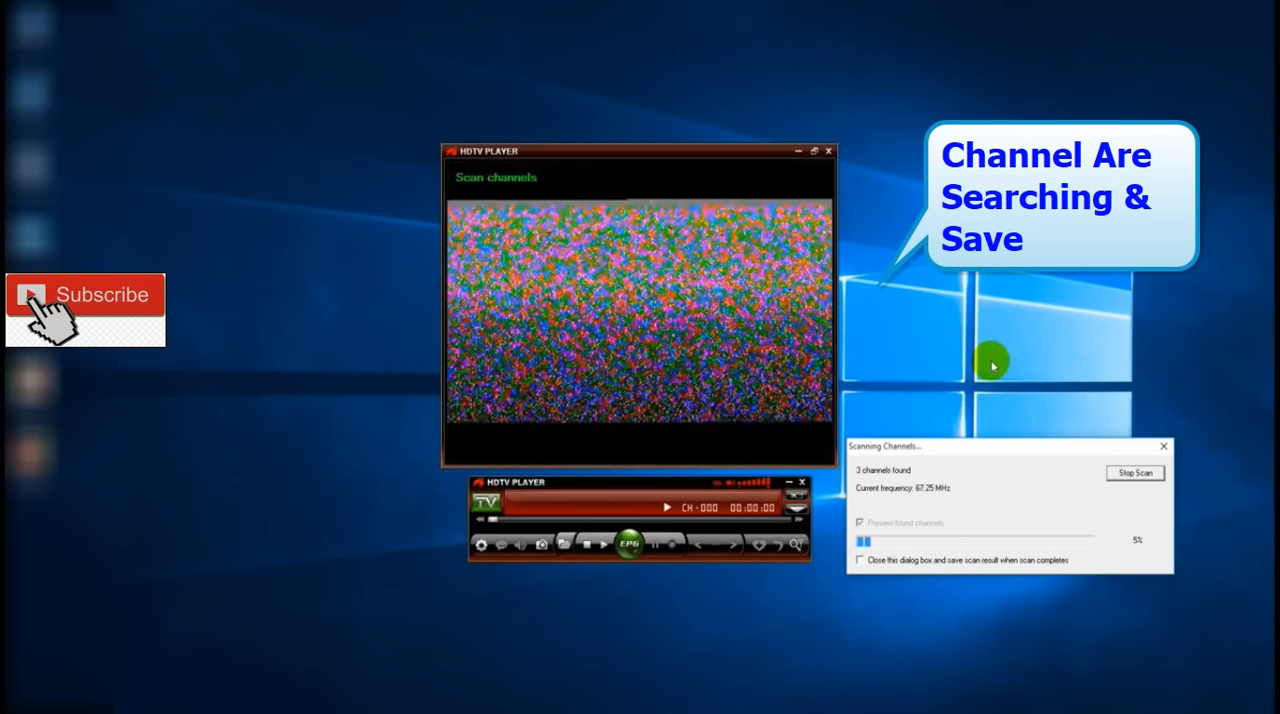 Channel Are
Searching &
Save
HDTV PLAYER
Scan channels
Subscribe
Scanning Channels...
3 channels found
Stop Scan
Current frequency: 67.25 MHz
Preview found channels
5%
Close this dialog box and save scan result when scan completes
HDTV PLAYER
TV
CH-000 00:00:00
EPG